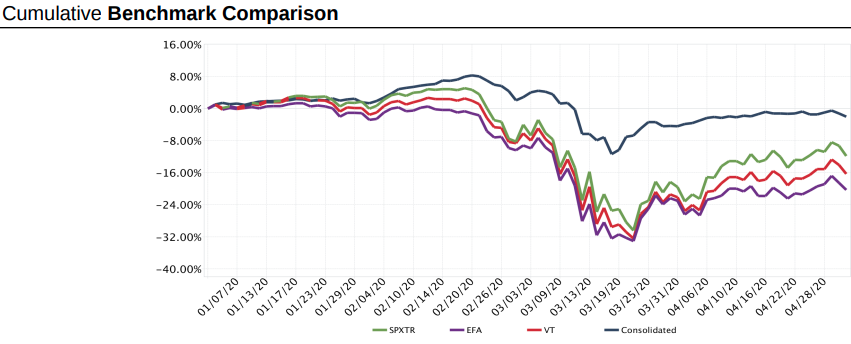 Cumulative Benchmark Comparison
16.00%
8.00%
0.00%
-8.00%
-16.00%
-24.00%
-32.00%
-40.00%
01/07/20 01/13/20 01/17/20 01/23/20 01/29/20 02/04/20 02/10/20 02/14/20 02/20/20 02/26/20 03/03/20 03/09/20 03/13/20 03/19/20 03/25/20 03/31/20 04/06/20 04/10/20 04/16/20 04/22/20 04/28/20
SPXTR EFA VT Consolidated